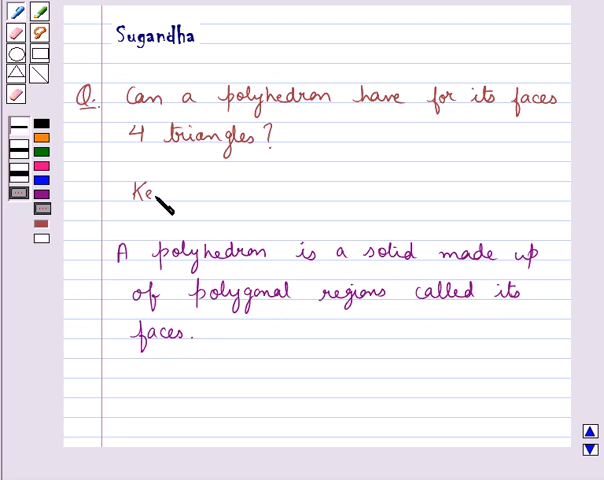 Sugandha
Q. Can a polyhedron have for its faces
4 triangles?
Ke
A polyhedron is a solid made up
of polygonal regions called its
faces.